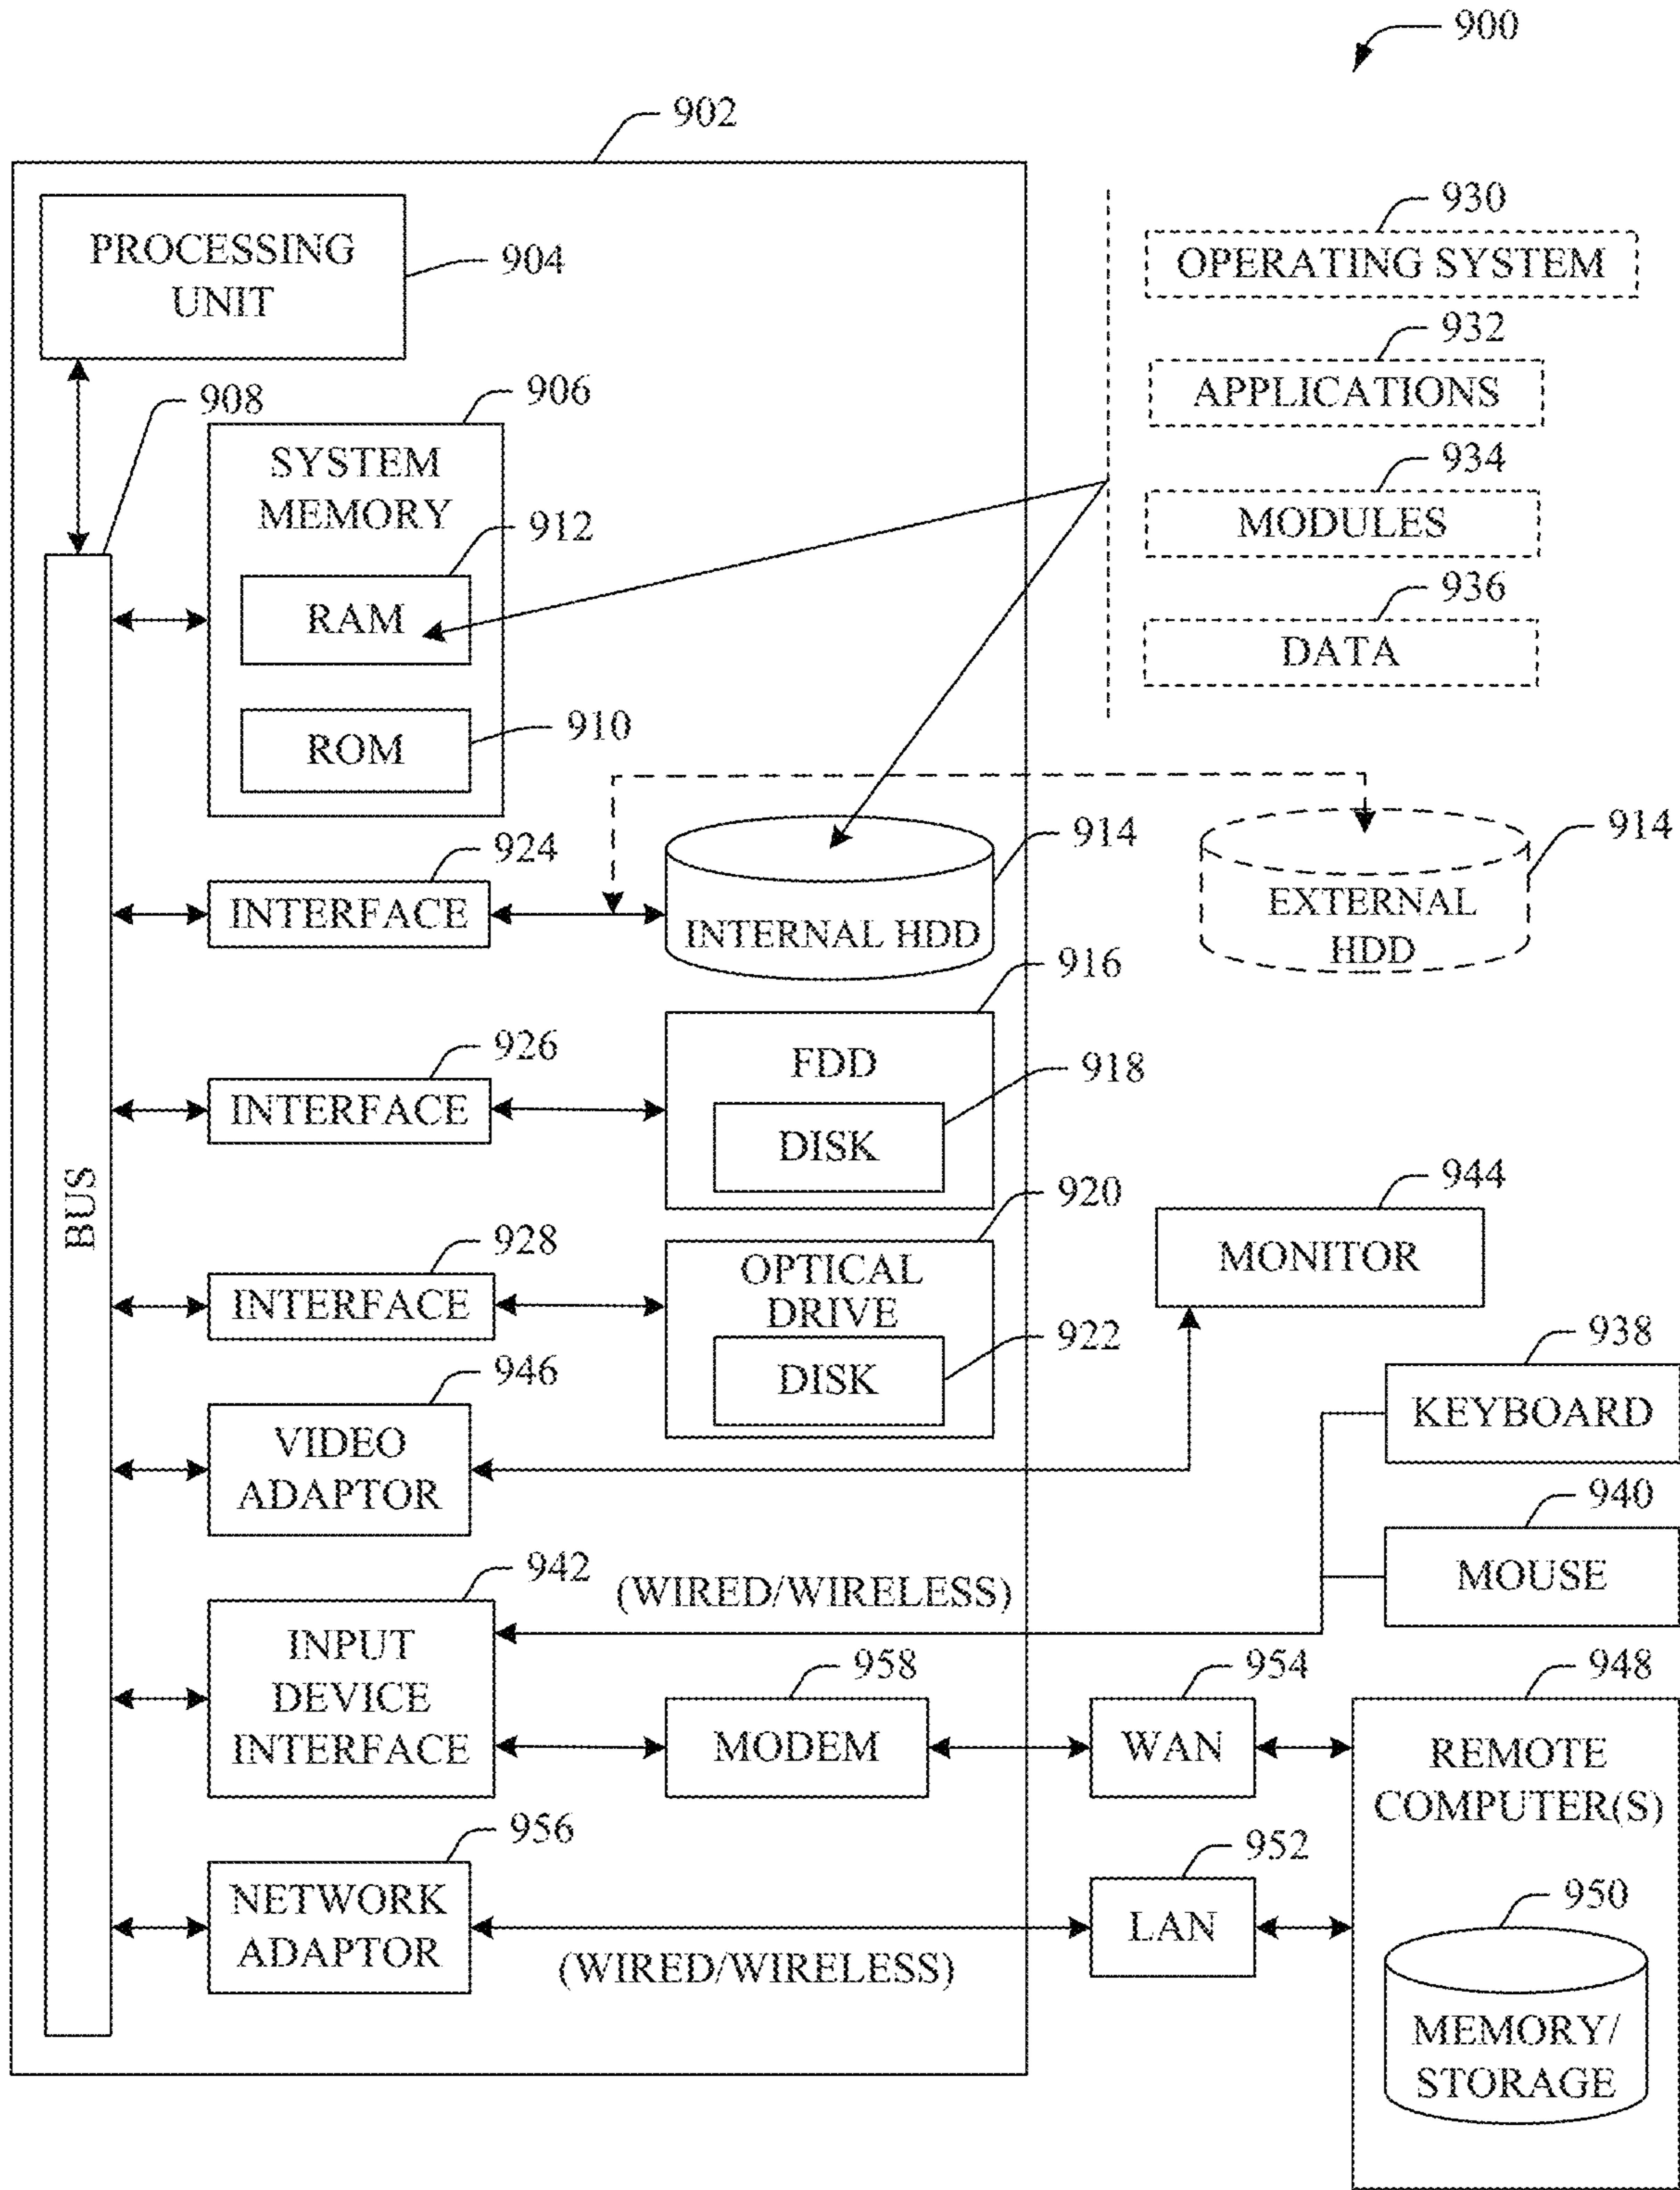 900
902
PROCESSING
UNIT
904
930
OPERATING SYSTEM
932
APPLICATIONS
934
MODULES
936
DATA
908
906
SYSTEM
MEMORY
912
RAM
910
ROM
924
INTERFACE
914
INTERNAL HDD
914
EXTERNAL
HDD
926
INTERFACE
916
FDD
918
DISK
BUS
928
INTERFACE
920
OPTICAL
DRIVE
922
DISK
944
MONITOR
938
KEYBOARD
946
VIDEO
ADAPTOR
940
MOUSE
942
(WIRED/WIRELESS)
INPUT
DEVICE
INTERFACE
958
MODEM
954
WAN
948
REMOTE
COMPUTER(S)
956
NETWORK
ADAPTOR
(WIRED/WIRELESS)
952
LAN
950
MEMORY/
STORAGE